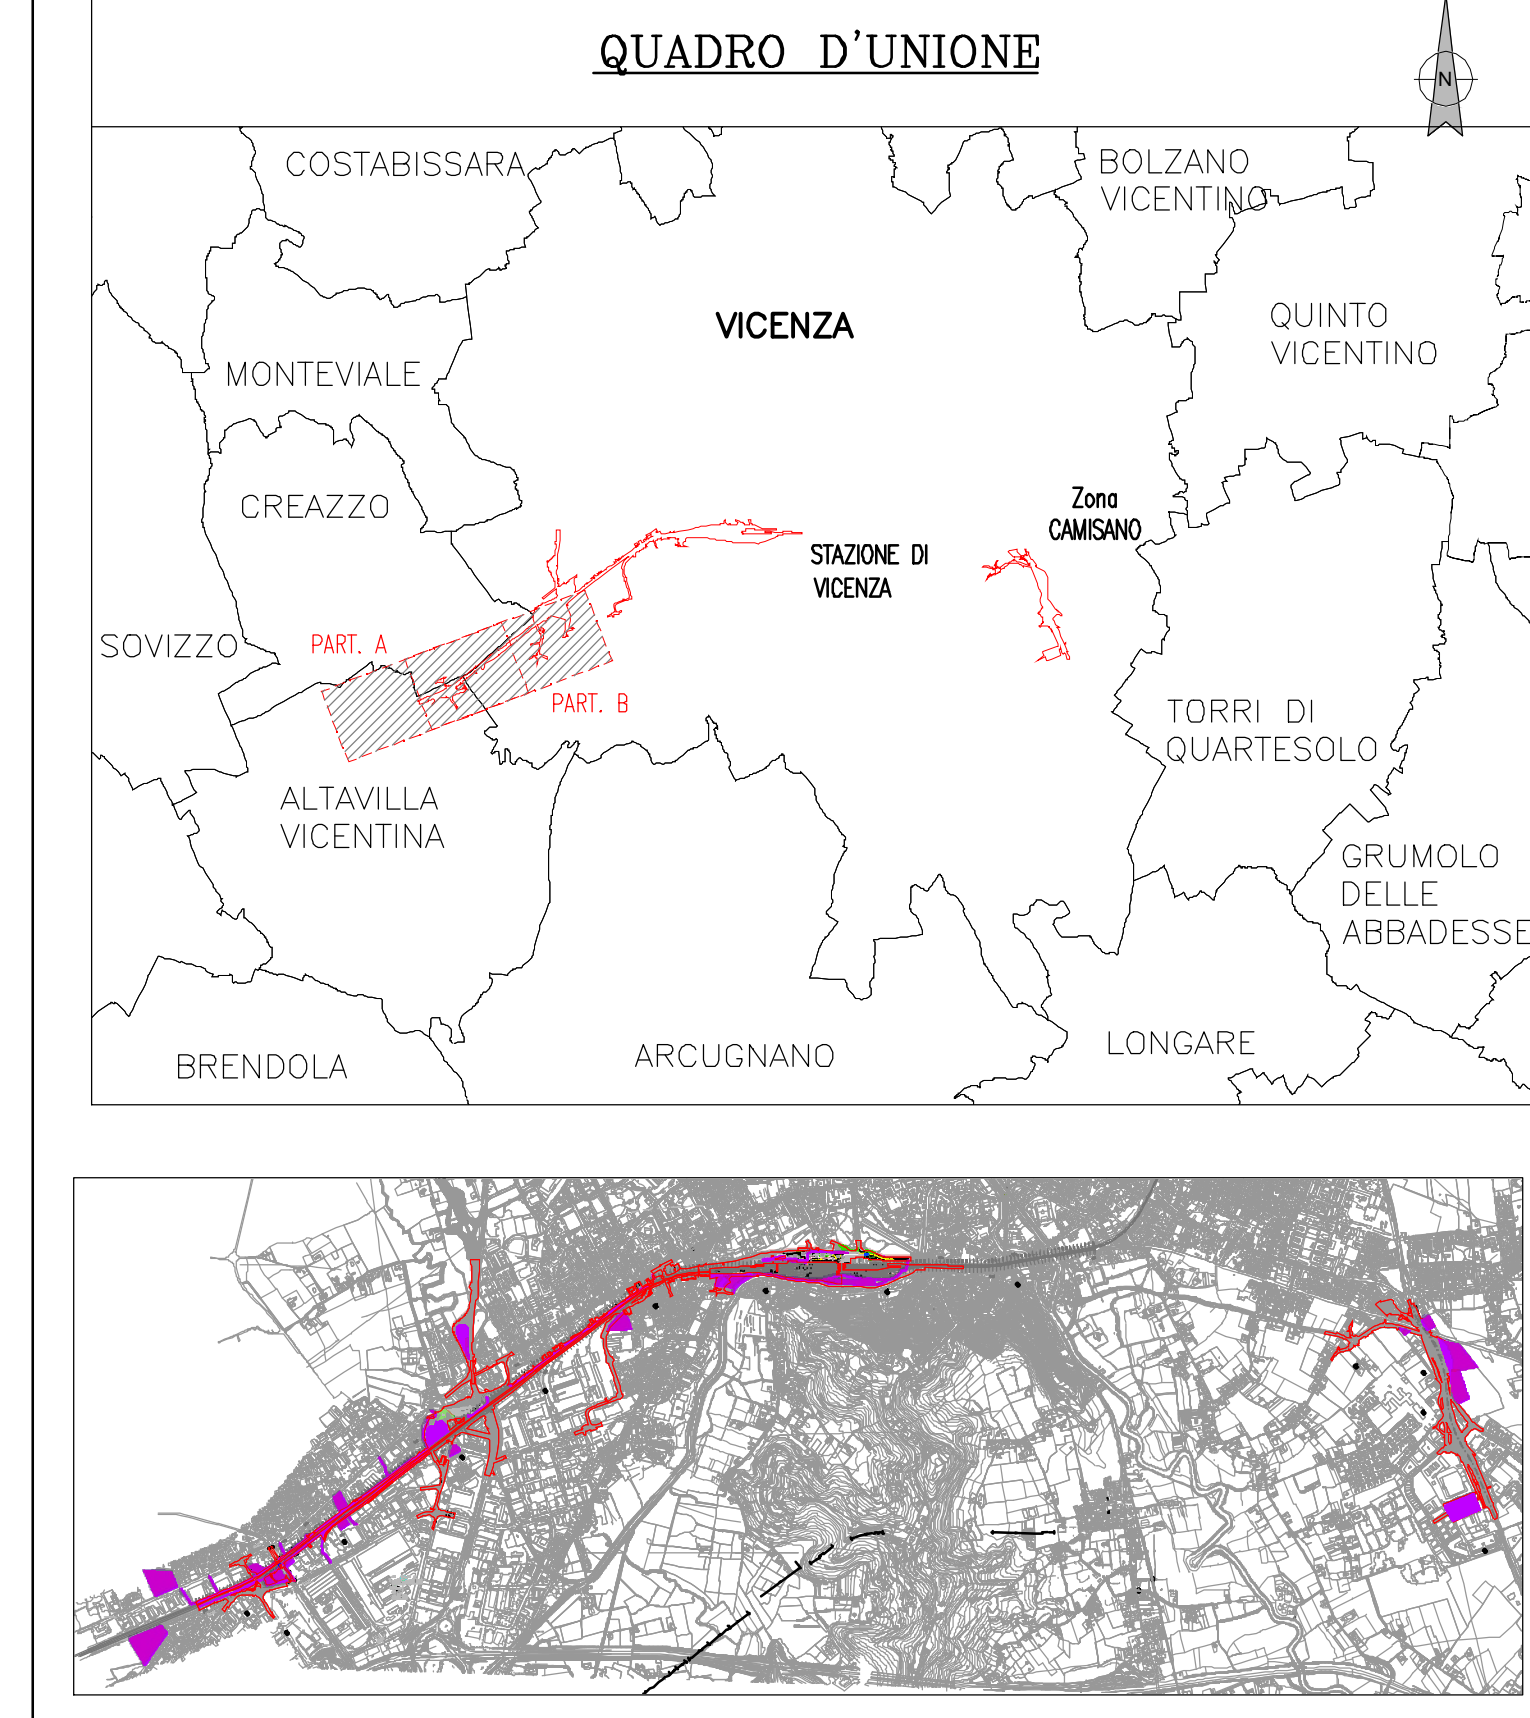 QUADRO D'UNIONE
N
COSTABISSARA
BOLZANO
VICENTINO
VICENZA
QUINTO
VICENTINO
MONTEVIALE
CREAZZO
Zona
CAMISANO
STAZIONE DI
VICENZA
SOVIZZO
PART. A
PART. B
TORRI DI
QUARTESOLO
ALTAVILLA
VICENTINA
GRUMOLO
DELLE
ABBADESSE
ARCUGNANO
LONGARE
BRENDOLA